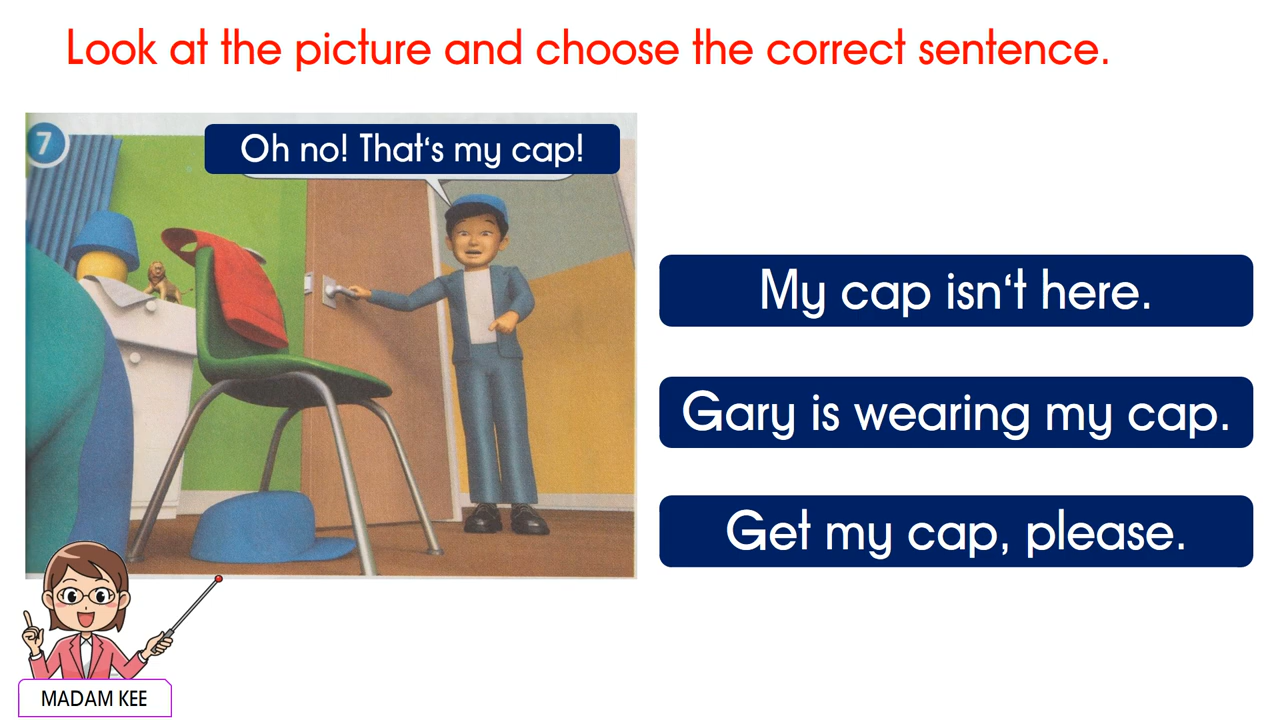 Look at the picture and choose the correct sentence.
7
Oh no! That‘s my cap!
My cap isn‘t here.
Gary is wearing my cap.
Get my cap, please.
MADAM KEE